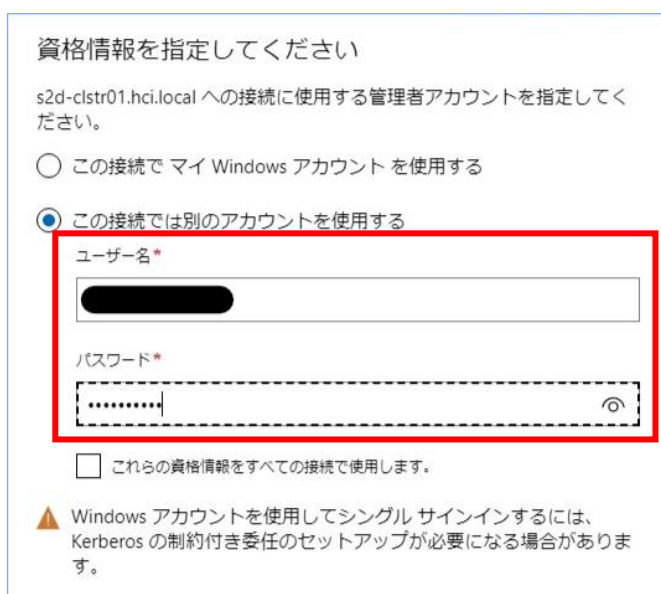 資格情報を指定してください
s2d-clstr01.hci.local への接続に使用する管理者アカウントを指定してく
ださい。
この接続で マイ Windows アカウント を使用する
この接続では別のアカウントを使用する
ユーザー名*
パスワード*
••••••••••
これらの資格情報をすべての接続で使用します。
Windows アカウントを使用してシングル サインインするには、
Kerberos の制約付き委任のセットアップが必要になる場合がありま
す。